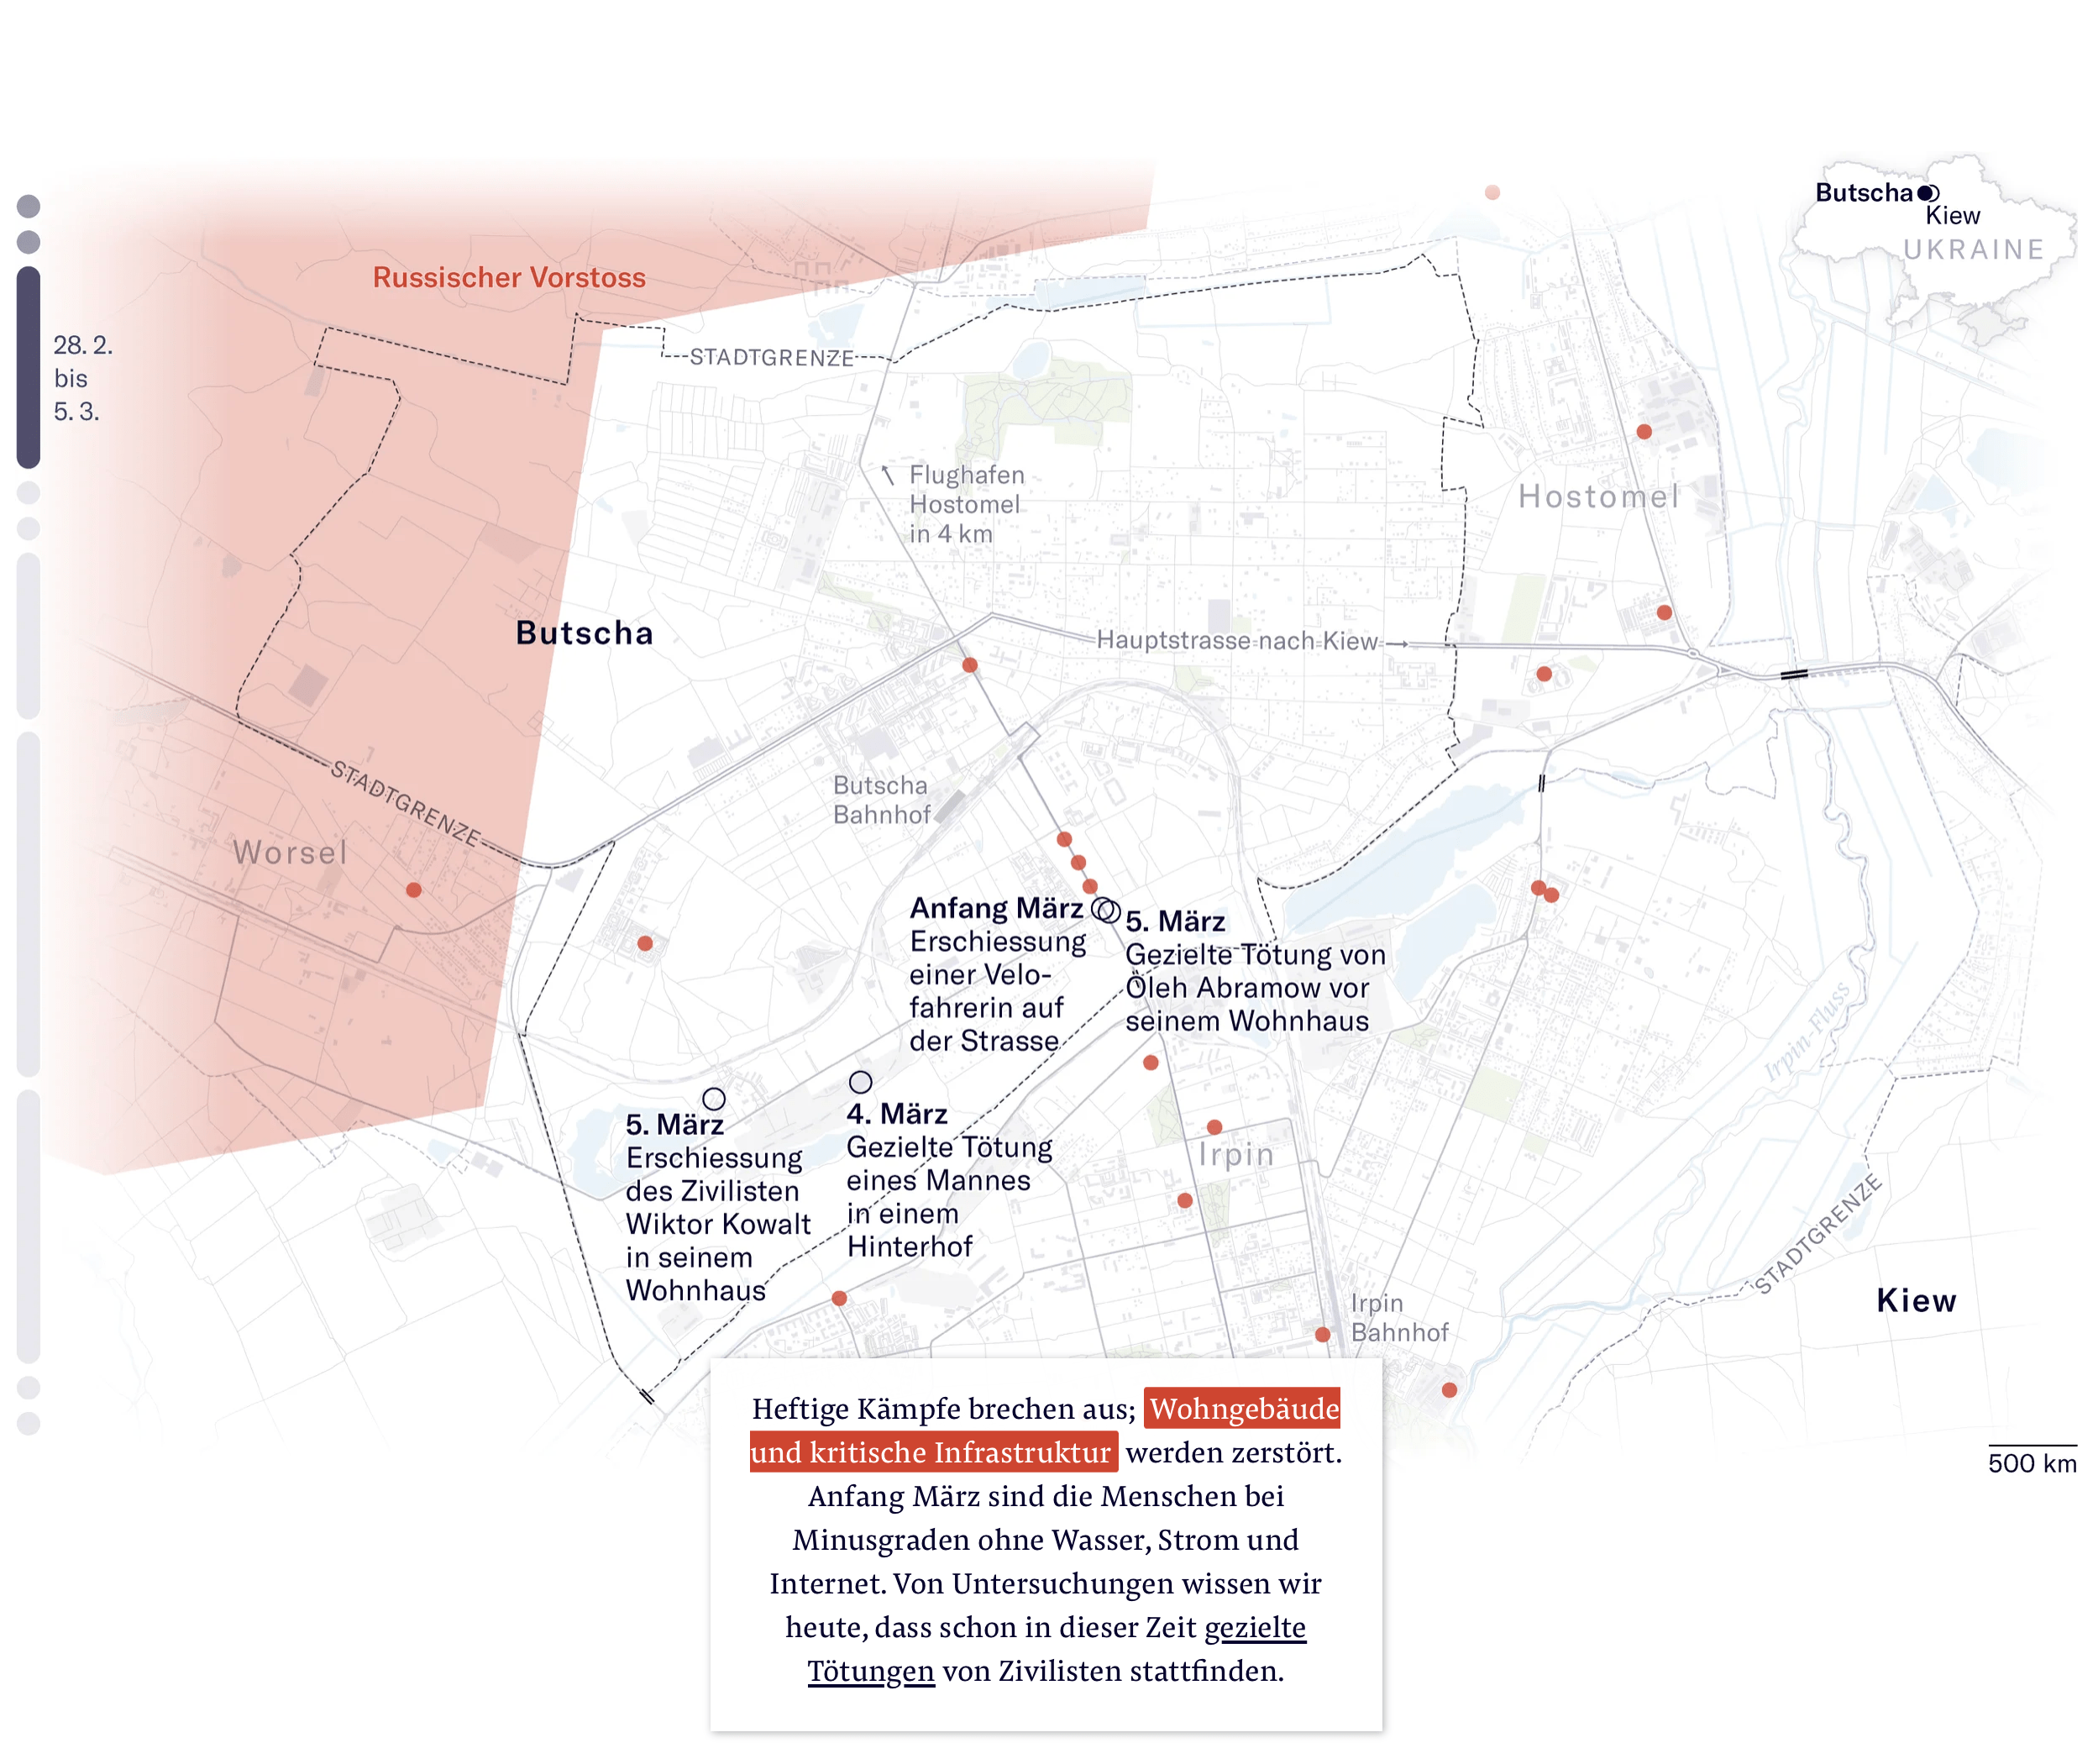 Butscha
Kiew
UKRAINE
Russischer Vorstoss
28. 2.
bis
5. 3.
STADTGRENZE
Flughafen
Hostomel
in 4 km
Hostomel
Butscha
Hauptstrasse nach Kiew
STADTGRENZE
Butscha
Bahnhof
Worsel
Anfang März
Erschiessung
einer Velo-
fahrerin auf
der Strasse
5. März
Gezielte Tötung von
Oleh Abramow vor
seinem Wohnhaus
Irpin-Fluss
5. März
Erschiessung
des Zivilisten
Wiktor Kowalt
in seinem
Wohnhaus
4. März
Gezielte Tötung
eines Mannes
in einem
Hinterhof
Irpin
STADTGRENZE
Kiew
Irpin
Bahnhof
500 km
Heftige Kämpfe brechen aus; Wohngebäude
und kritische Infrastruktur werden zerstört.
Anfang März sind die Menschen bei
Minusgraden ohne Wasser, Strom und
Internet. Von Untersuchungen wissen wir
heute, dass schon in dieser Zeit gezielte
Tötungen von Zivilisten stattfinden.